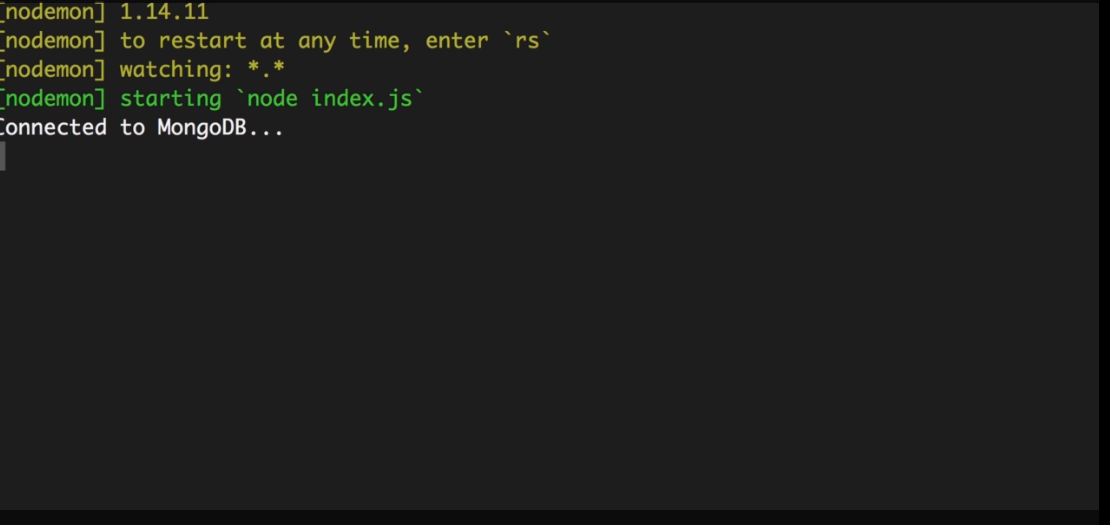 [nodemon] 1.14.11
[nodemon] to restart at any time, enter `rs`
[nodemon] watching: *.*
[nodemon] starting `node index.js`
Connected to MongoDB...